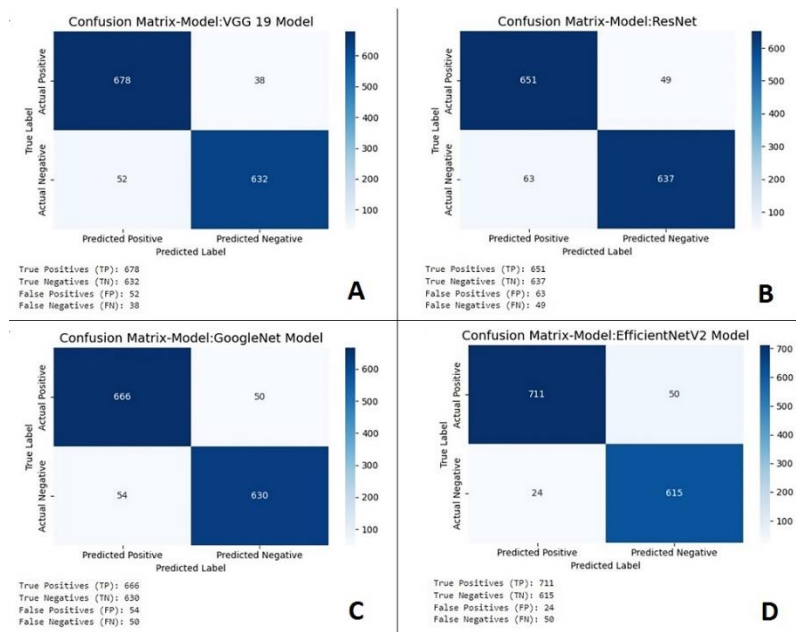 Confusion Matrix-Model:VGG 19 Model
True Label
Actual Positive
Actual Negative
678
38
52
632
600
500
400
300
200
100
Predicted Positive
Predicted Negative
Predicted Label
True Positives (TP): 678
True Negatives (TN): 632
False Positives (FP): 52
False Negatives (FN): 38
A
Confusion Matrix-Model:ResNet
True Label
Actual Positive
Actual Negative
651
49
63
637
600
500
400
300
200
100
Predicted Positive
Predicted Negative
Predicted Label
True Positives (TP): 651
True Negatives (TN): 637
False Positives (FP): 63
False Negatives (FN): 49
B
Confusion Matrix-Model:GoogleNet Model
True Label
Actual Positive
Actual Negative
666
50
54
630
600
500
400
300
200
100
Predicted Positive
Predicted Negative
Predicted Label
True Positives (TP): 666
True Negatives (TN): 630
False Positives (FP): 54
False Negatives (FN): 50
C
Confusion Matrix-Model:EfficientNetV2 Model
True Label
Actual Positive
Actual Negative
711
50
24
615
700
600
500
400
300
200
100
Predicted Positive
Predicted Negative
Predicted Label
True Positives (TP): 711
True Negatives (TN): 615
False Positives (FP): 24
False Negatives (FN): 50
D